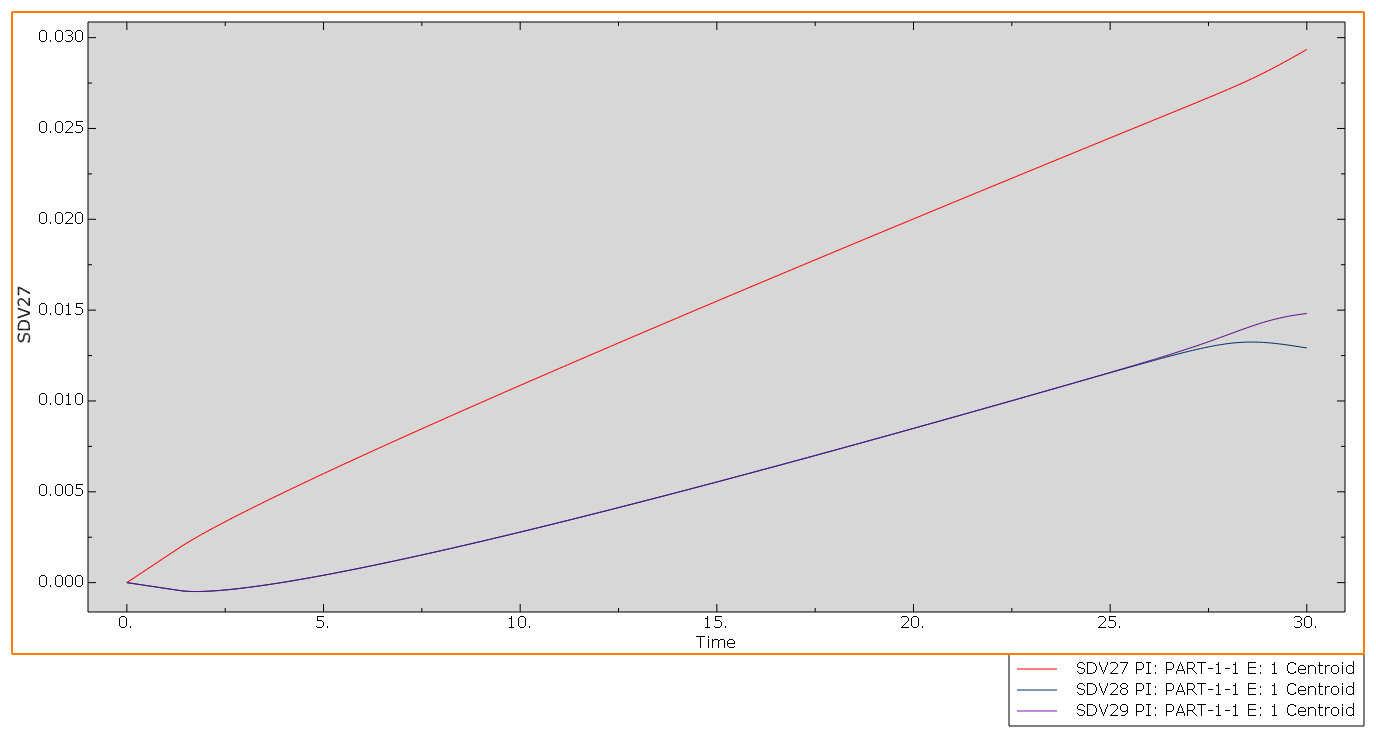 0.030
0.025
0.020
0.015
0.010
0.005
0.000
SDV27
0. 5. 10. 15. 20. 25. 30.
Time
SDV27 PI: PART-1-1 E: 1 Centroid
SDV28 PI: PART-1-1 E: 1 Centroid
SDV29 PI: PART-1-1 E: 1 Centroid